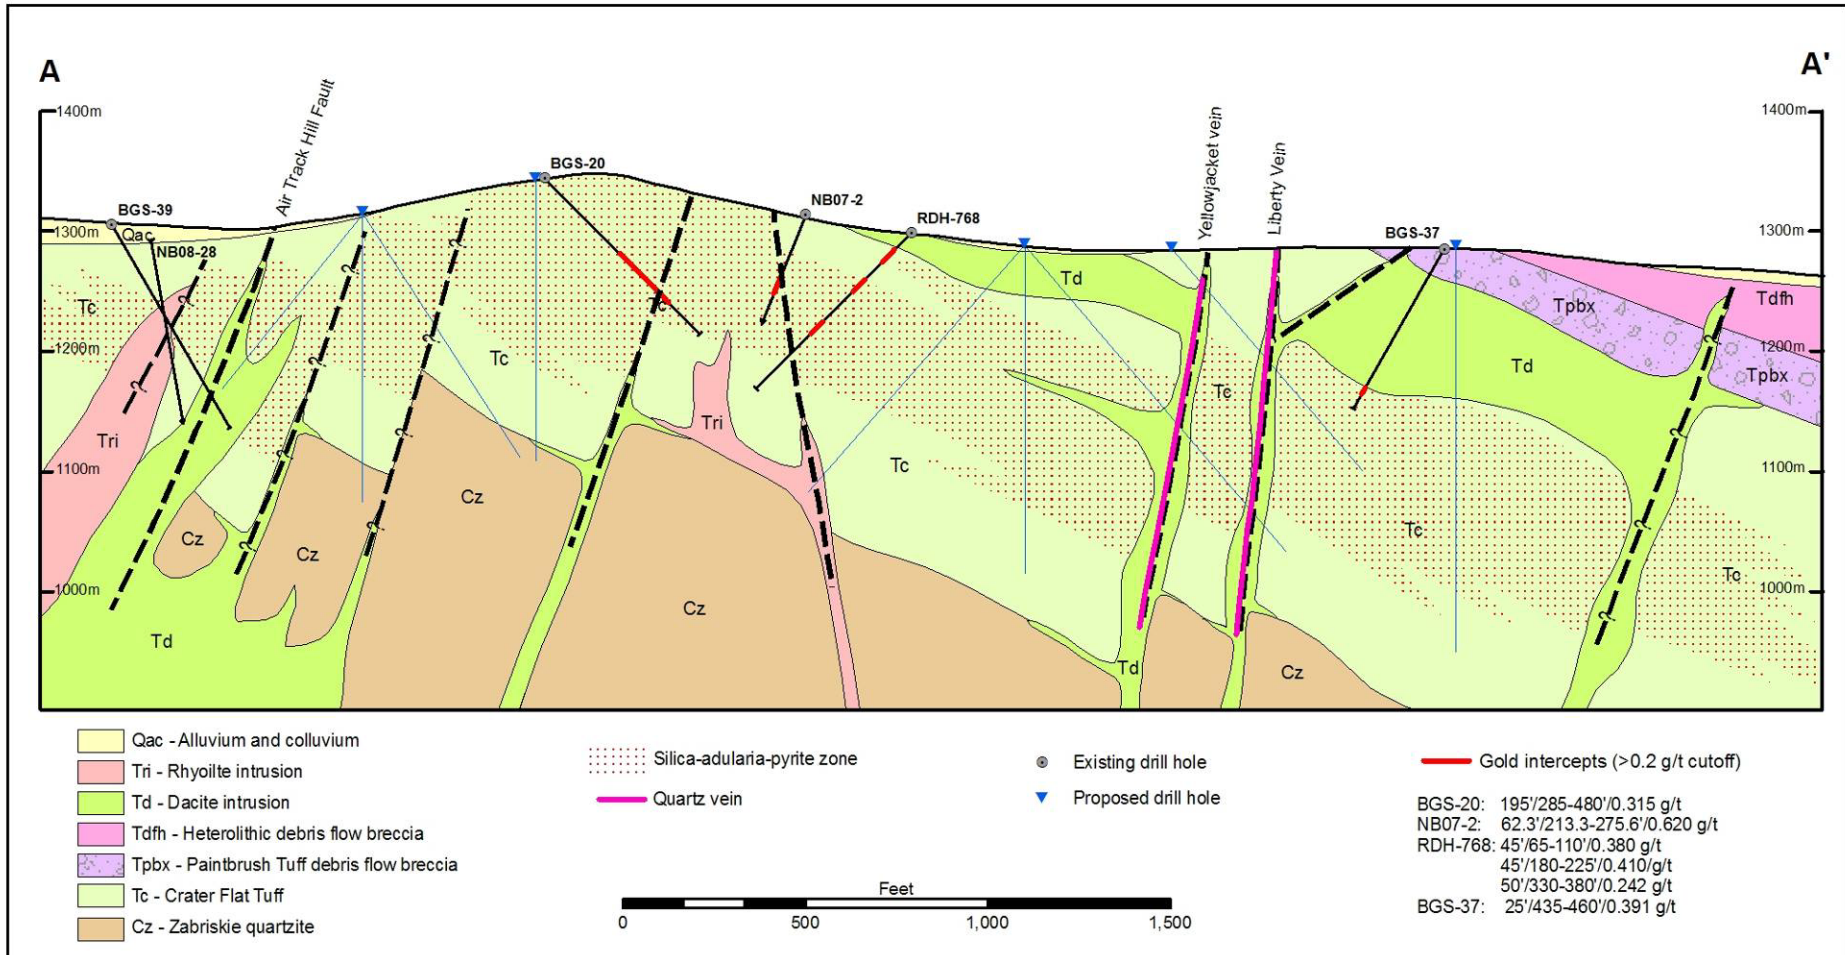 A
A'
1400m
1400m
Air Track Hill Fault
Yellowjacket vein
Liberty Vein
BGS-20
NB07-2
BGS-39
RDH-768
BGS-37
1300m
Qac
1300m
NB08-28
Tc
Tc
Td
Tpbx
Tdfh
1200m
Tc
Tc
Td
Tpbx
1200m
Tri
Tri
1100m
Tc
1100m
Cz
Tc
Cz
Cz
Tc
1000m
Cz
1000m
Td
Td
Cz
? ? ? ? ? ? ? ? ? ? ? ? ? ?
Qac - Alluvium and colluvium
Tri - Rhyoilte intrusion
Td - Dacite intrusion
Tdfh - Heterolithic debris flow breccia
Tpbx - Paintbrush Tuff debris flow breccia
Tc - Crater Flat Tuff
Cz - Zabriskie quartzite
Silica-adularia-pyrite zone
Quartz vein
Existing drill hole
Proposed drill hole
Feet
0 500 1,000 1,500
Gold intercepts (>0.2 g/t cutoff)
BGS-20: 195'/285-480'/0.315 g/t
NB07-2: 62.3'/213.3-275.6'/0.620 g/t
RDH-768: 45'/65-110'/0.380 g/t
45'/180-225'/0.410/g/t
50'/330-380'/0.242 g/t
BGS-37: 25'/435-460'/0.391 g/t